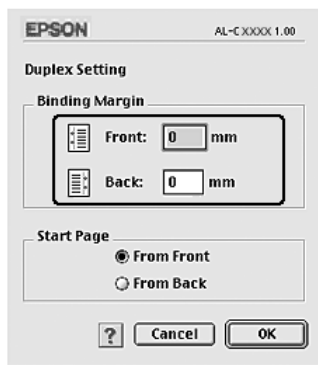 EPSON AL-C XXXX 1.00
Duplex Setting
Binding Margin
Front: 0 mm
Back: 0 mm
Start Page
From Front
From Back
? Cancel OK